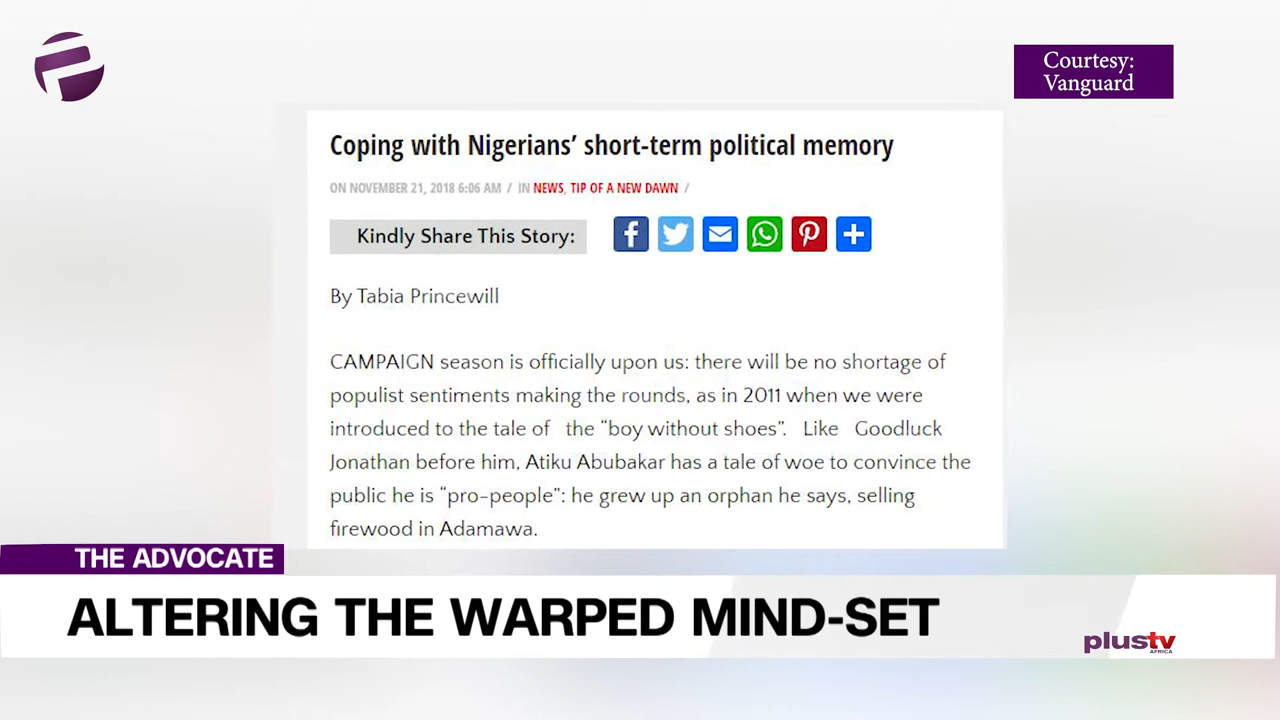 Courtesy:
Vanguard
Coping with Nigerians’ short-term political memory
ON NOVEMBER 21, 2018 6:06 AM / IN NEWS, TIP OF A NEW DAWN /
Kindly Share This Story:
By Tabia Princewill
CAMPAIGN season is officially upon us: there will be no shortage of
populist sentiments making the rounds, as in 2011 when we were
introduced to the tale of the “boy without shoes”. Like Goodluck
Jonathan before him, Atiku Abubakar has a tale of woe to convince the
public he is “pro-people”: he grew up an orphan he says, selling
firewood in Adamawa.
THE ADVOCATE
ALTERING THE WARPED MIND-SET
plustv
AFRICA